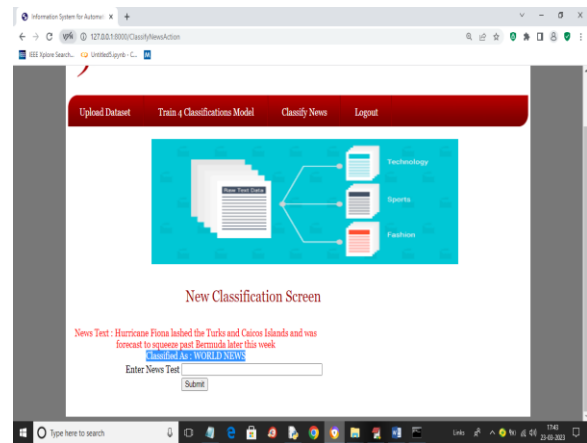 Information System for Automat
VPN 127.0.0.1:8000/ClassifyNewsAction
IEEE Xplore Search... Untitled5.ipynb - C...
Upload Dataset Train 4 Classifications Model Classify News Logout
Raw Text Data
Technology
Sports
Fashion
New Classification Screen
News Text : Hurricane Fiona lashed the Turks and Caicos Islands and was
forecast to squeeze past Bermuda later this week
Classified As : WORLD NEWS
Enter News Test
Submit
Type here to search
Links
17:43
23-03-2023